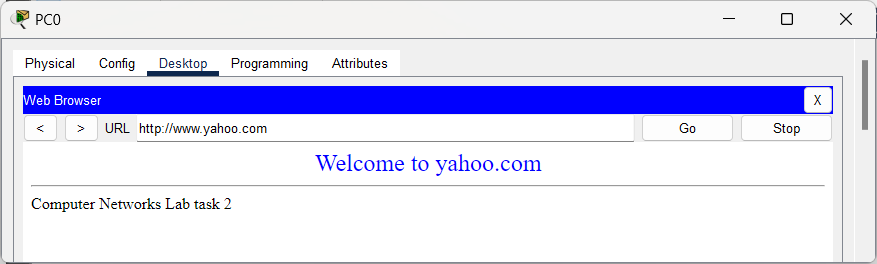 PC0
Physical Config Desktop Programming Attributes
Web Browser X
< > URL http://www.yahoo.com Go Stop
Welcome to yahoo.com
Computer Networks Lab task 2